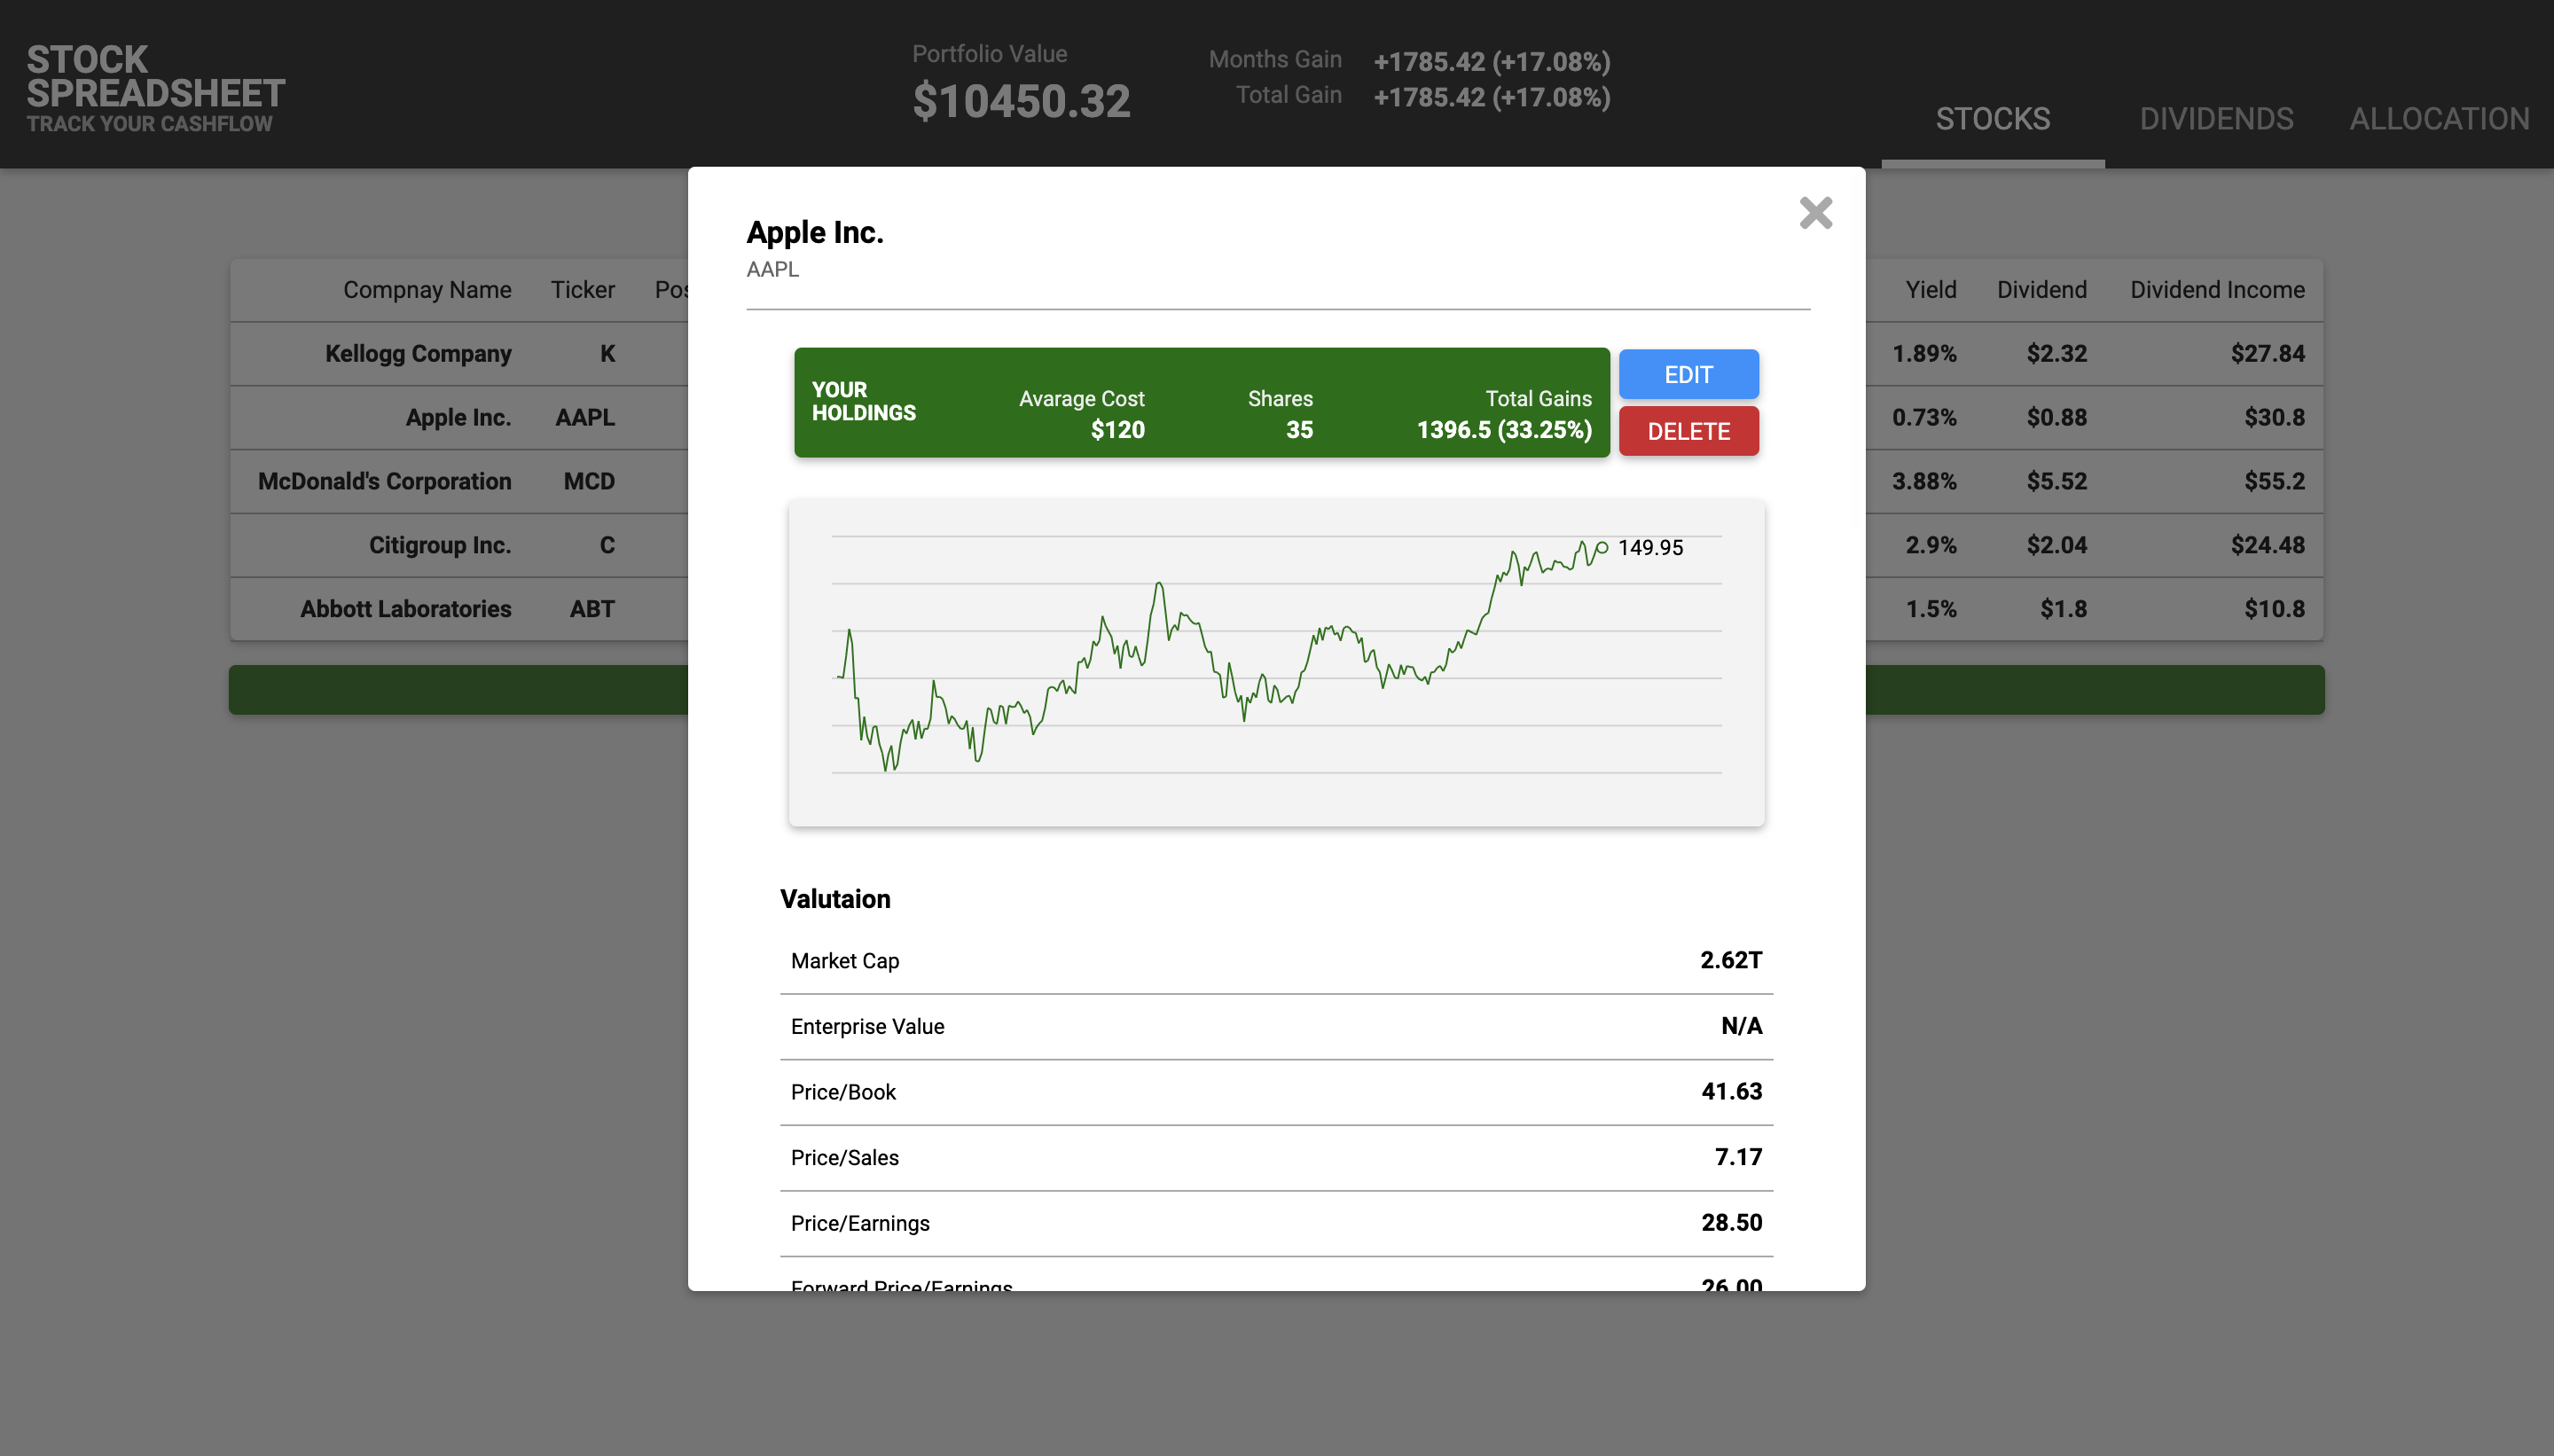 STOCK
SPREADSHEET
TRACK YOUR CASHFLOW
Portfolio Value
$10450.32
Months Gain +1785.42 (+17.08%)
Total Gain +1785.42 (+17.08%)
STOCKS DIVIDENDS ALLOCATION
Compnay Name Ticker Pos Yield Dividend Dividend Income
Kellogg Company K 1.89% $2.32 $27.84
Apple Inc. AAPL 0.73% $0.88 $30.8
McDonald's Corporation MCD 3.88% $5.52 $55.2
Citigroup Inc. C 2.9% $2.04 $24.48
Abbott Laboratories ABT 1.5% $1.8 $10.8
Apple Inc.
AAPL
YOUR
HOLDINGS
Avarage Cost Shares Total Gains
$120 35 1396.5 (33.25%)
EDIT
DELETE
149.95
Valutaion
Market Cap 2.62T
Enterprise Value N/A
Price/Book 41.63
Price/Sales 7.17
Price/Earnings 28.50
Forward Price/Earnings 26.00